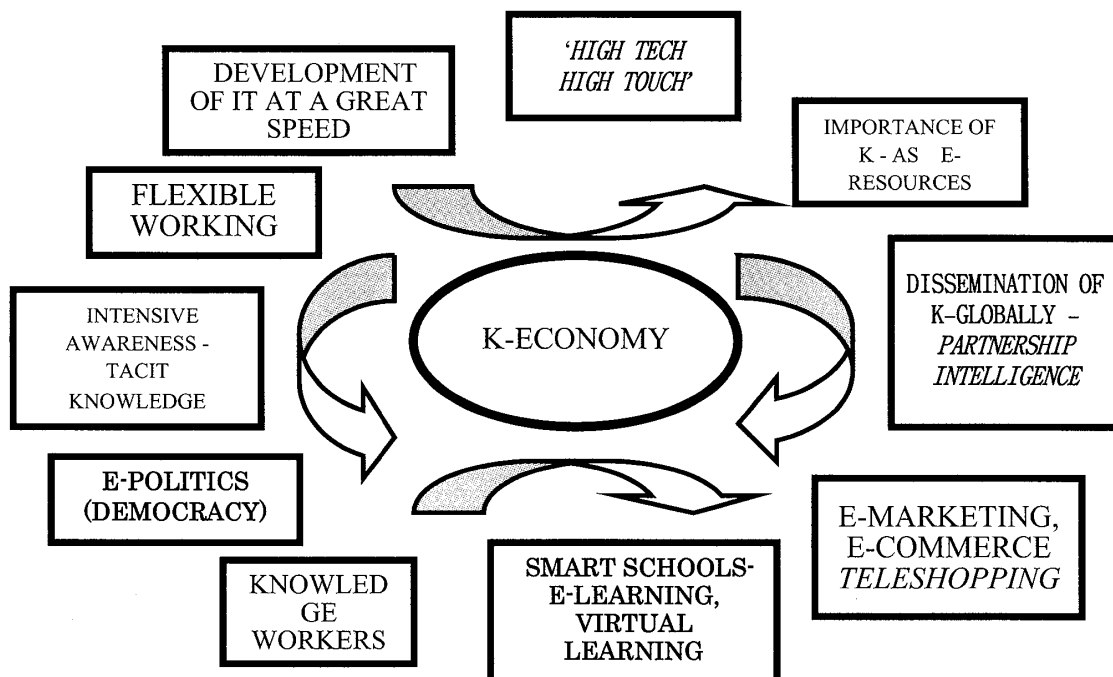 DEVELOPMENT
OF IT AT A GREAT
SPEED
‘HIGH TECH
HIGH TOUCH’
IMPORTANCE OF
K - AS E-
RESOURCES
FLEXIBLE
WORKING
DISSEMINATION OF
K-GLOBALLY –
PARTNERSHIP
INTELLIGENCE
INTENSIVE
AWARENESS -
TACIT
KNOWLEDGE
K-ECONOMY
E-POLITICS
(DEMOCRACY)
E-MARKETING,
E-COMMERCE
TELESHOPPING
KNOWLED
GE
WORKERS
SMART SCHOOLS-
E-LEARNING,
VIRTUAL
LEARNING